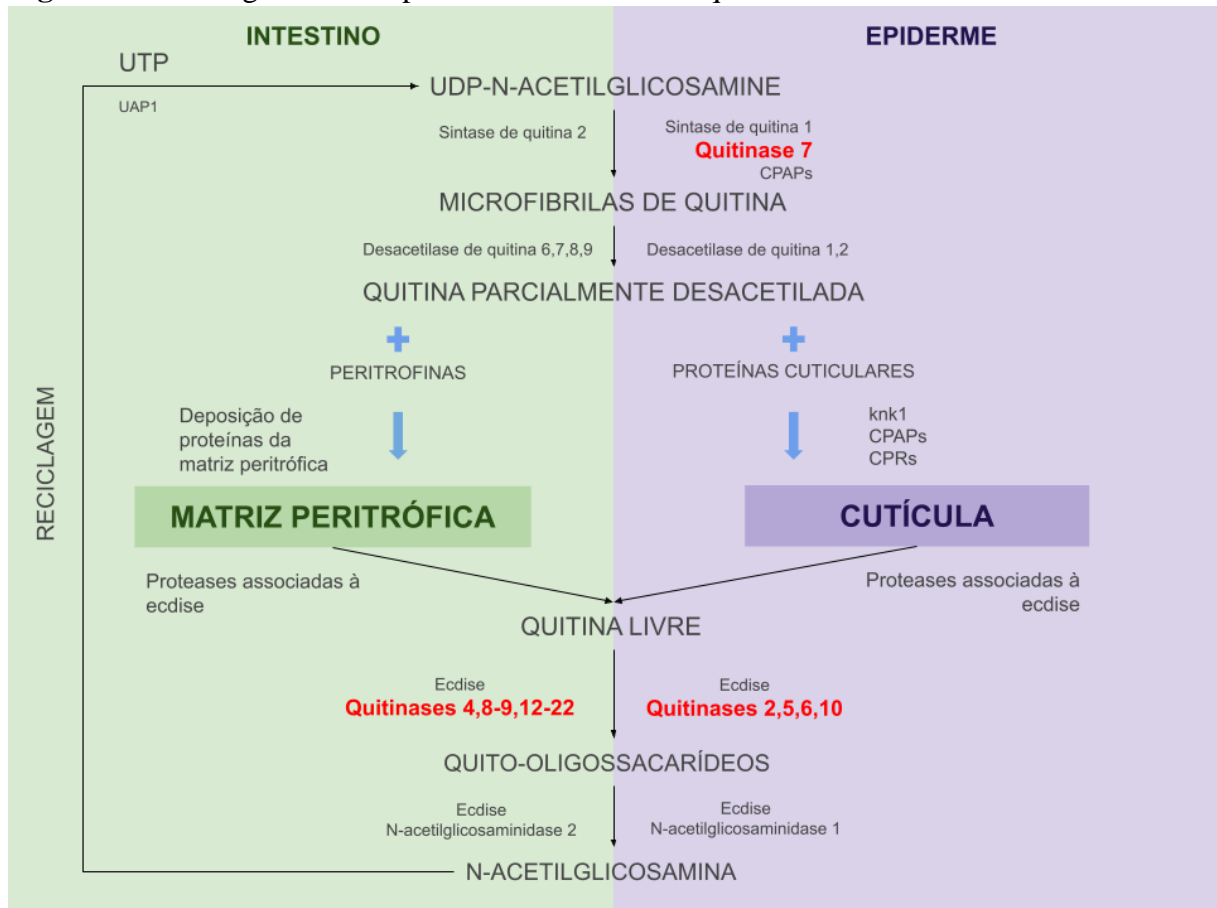 INTESTINO
EPIDERME
UTP
UAP1
UDP-N-ACETILGLICOSAMINE
Sintase de quitina 2
Sintase de quitina 1
Quitinase 7
CPAPs
MICROFIBRILAS DE QUITINA
Desacetilase de quitina 6,7,8,9
Desacetilase de quitina 1,2
QUITINA PARCIALMENTE DESACETILADA
PERITROFINAS
PROTEÍNAS CUTICULARES
Deposição de
proteínas da
matriz peritrófica
knk1
CPAPs
CPRs
RECICLAGEM
MATRIZ PERITRÓFICA
CUTÍCULA
Proteases associadas à
ecdise
Proteases associadas à
ecdise
QUITINA LIVRE
Ecdise
Quitinases 4,8-9,12-22
Ecdise
Quitinases 2,5,6,10
QUITO-OLIGOSSACARÍDEOS
Ecdise
N-acetilglicosaminidase 2
Ecdise
N-acetilglicosaminidase 1
N-ACETILGLICOSAMINA